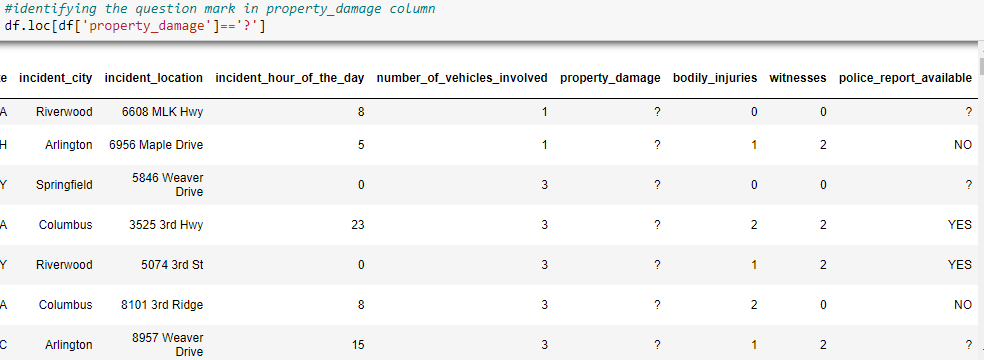 #identifying the question mark in property_damage column
df.loc[df['property_damage']=='?']
e incident_city incident_location incident_hour_of_the_day number_of_vehicles_involved property_damage bodily_injuries witnesses police_report_available
A Riverwood 6608 MLK Hwy 8 1 ? 0 0 ?
H Arlington 6956 Maple Drive 5 1 ? 1 2 NO
Y Springfield 5846 Weaver Drive 0 3 ? 0 0 ?
A Columbus 3525 3rd Hwy 23 3 ? 2 2 YES
Y Riverwood 5074 3rd St 0 3 ? 1 2 YES
A Columbus 8101 3rd Ridge 8 3 ? 2 0 NO
C Arlington 8957 Weaver Drive 15 3 ? 1 2 ?